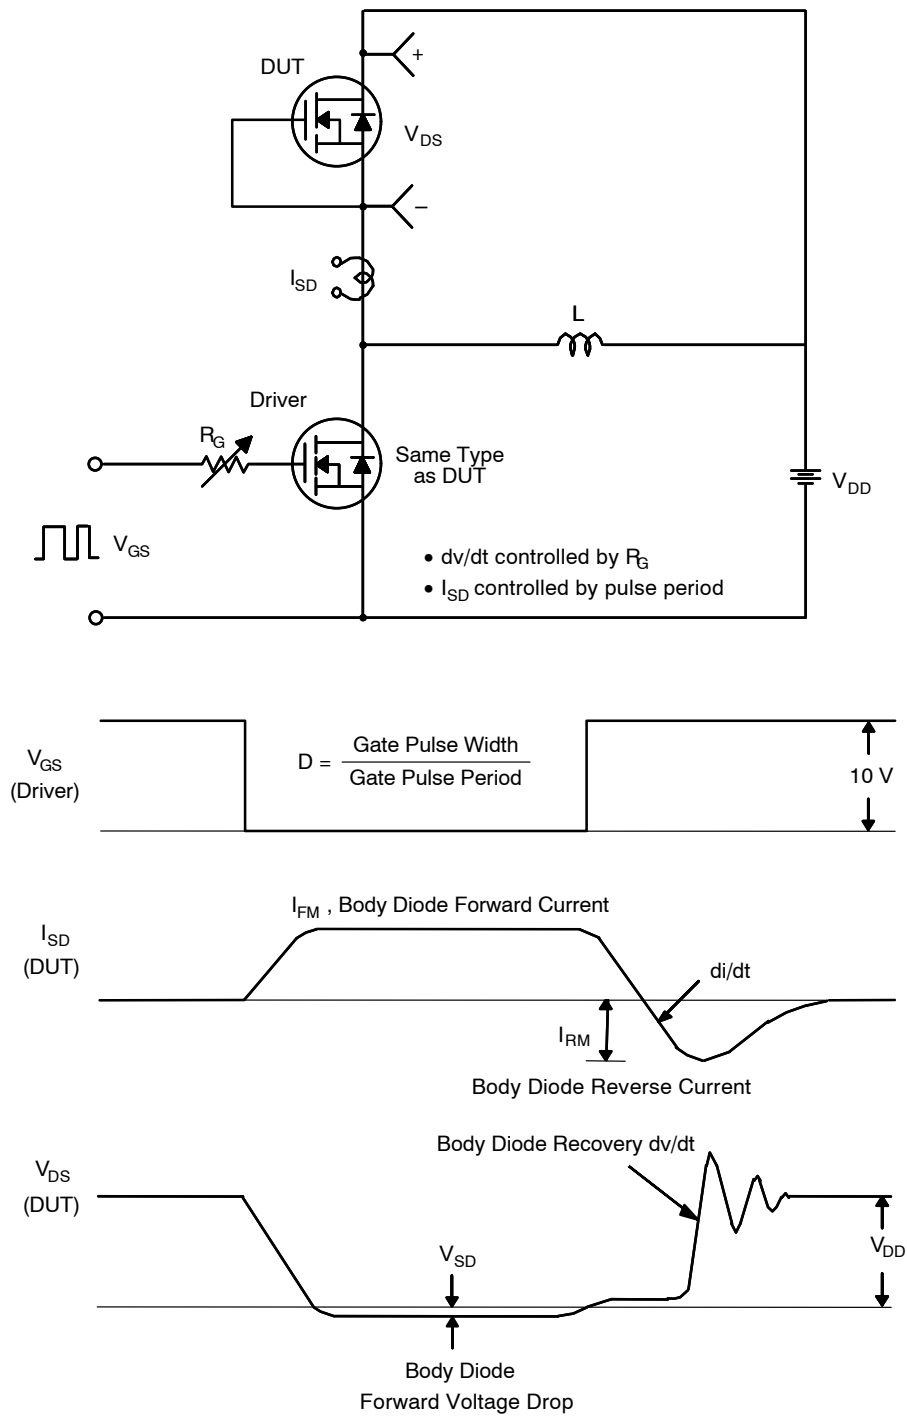 DUT
+
V_DS
–
I_SD
L
Driver
R_G
Same Type
as DUT
V_DD
V_GS
• dv/dt controlled by R_G
• I_SD controlled by pulse period
V_GS
(Driver)
D = Gate Pulse Width
Gate Pulse Period
10 V
I_FM , Body Diode Forward Current
I_SD
(DUT)
di/dt
I_RM
Body Diode Reverse Current
Body Diode Recovery dv/dt
V_DS
(DUT)
V_SD
V_DD
Body Diode
Forward Voltage Drop